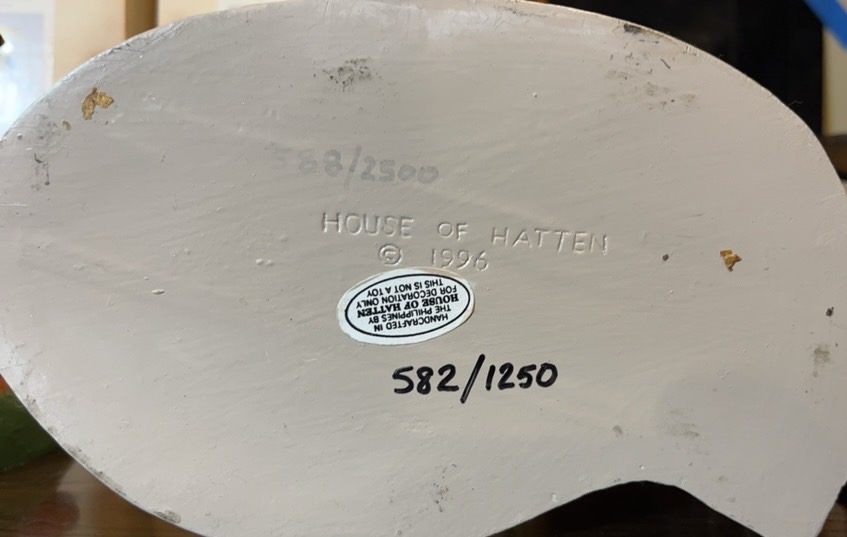 588/2500
HOUSE OF HATTEN
© 1996
HANDCRAFTED IN
THE PHILIPPINES BY
HOUSE OF HATTEN
FOR DECORATION ONLY
THIS IS NOT A TOY
582/1250